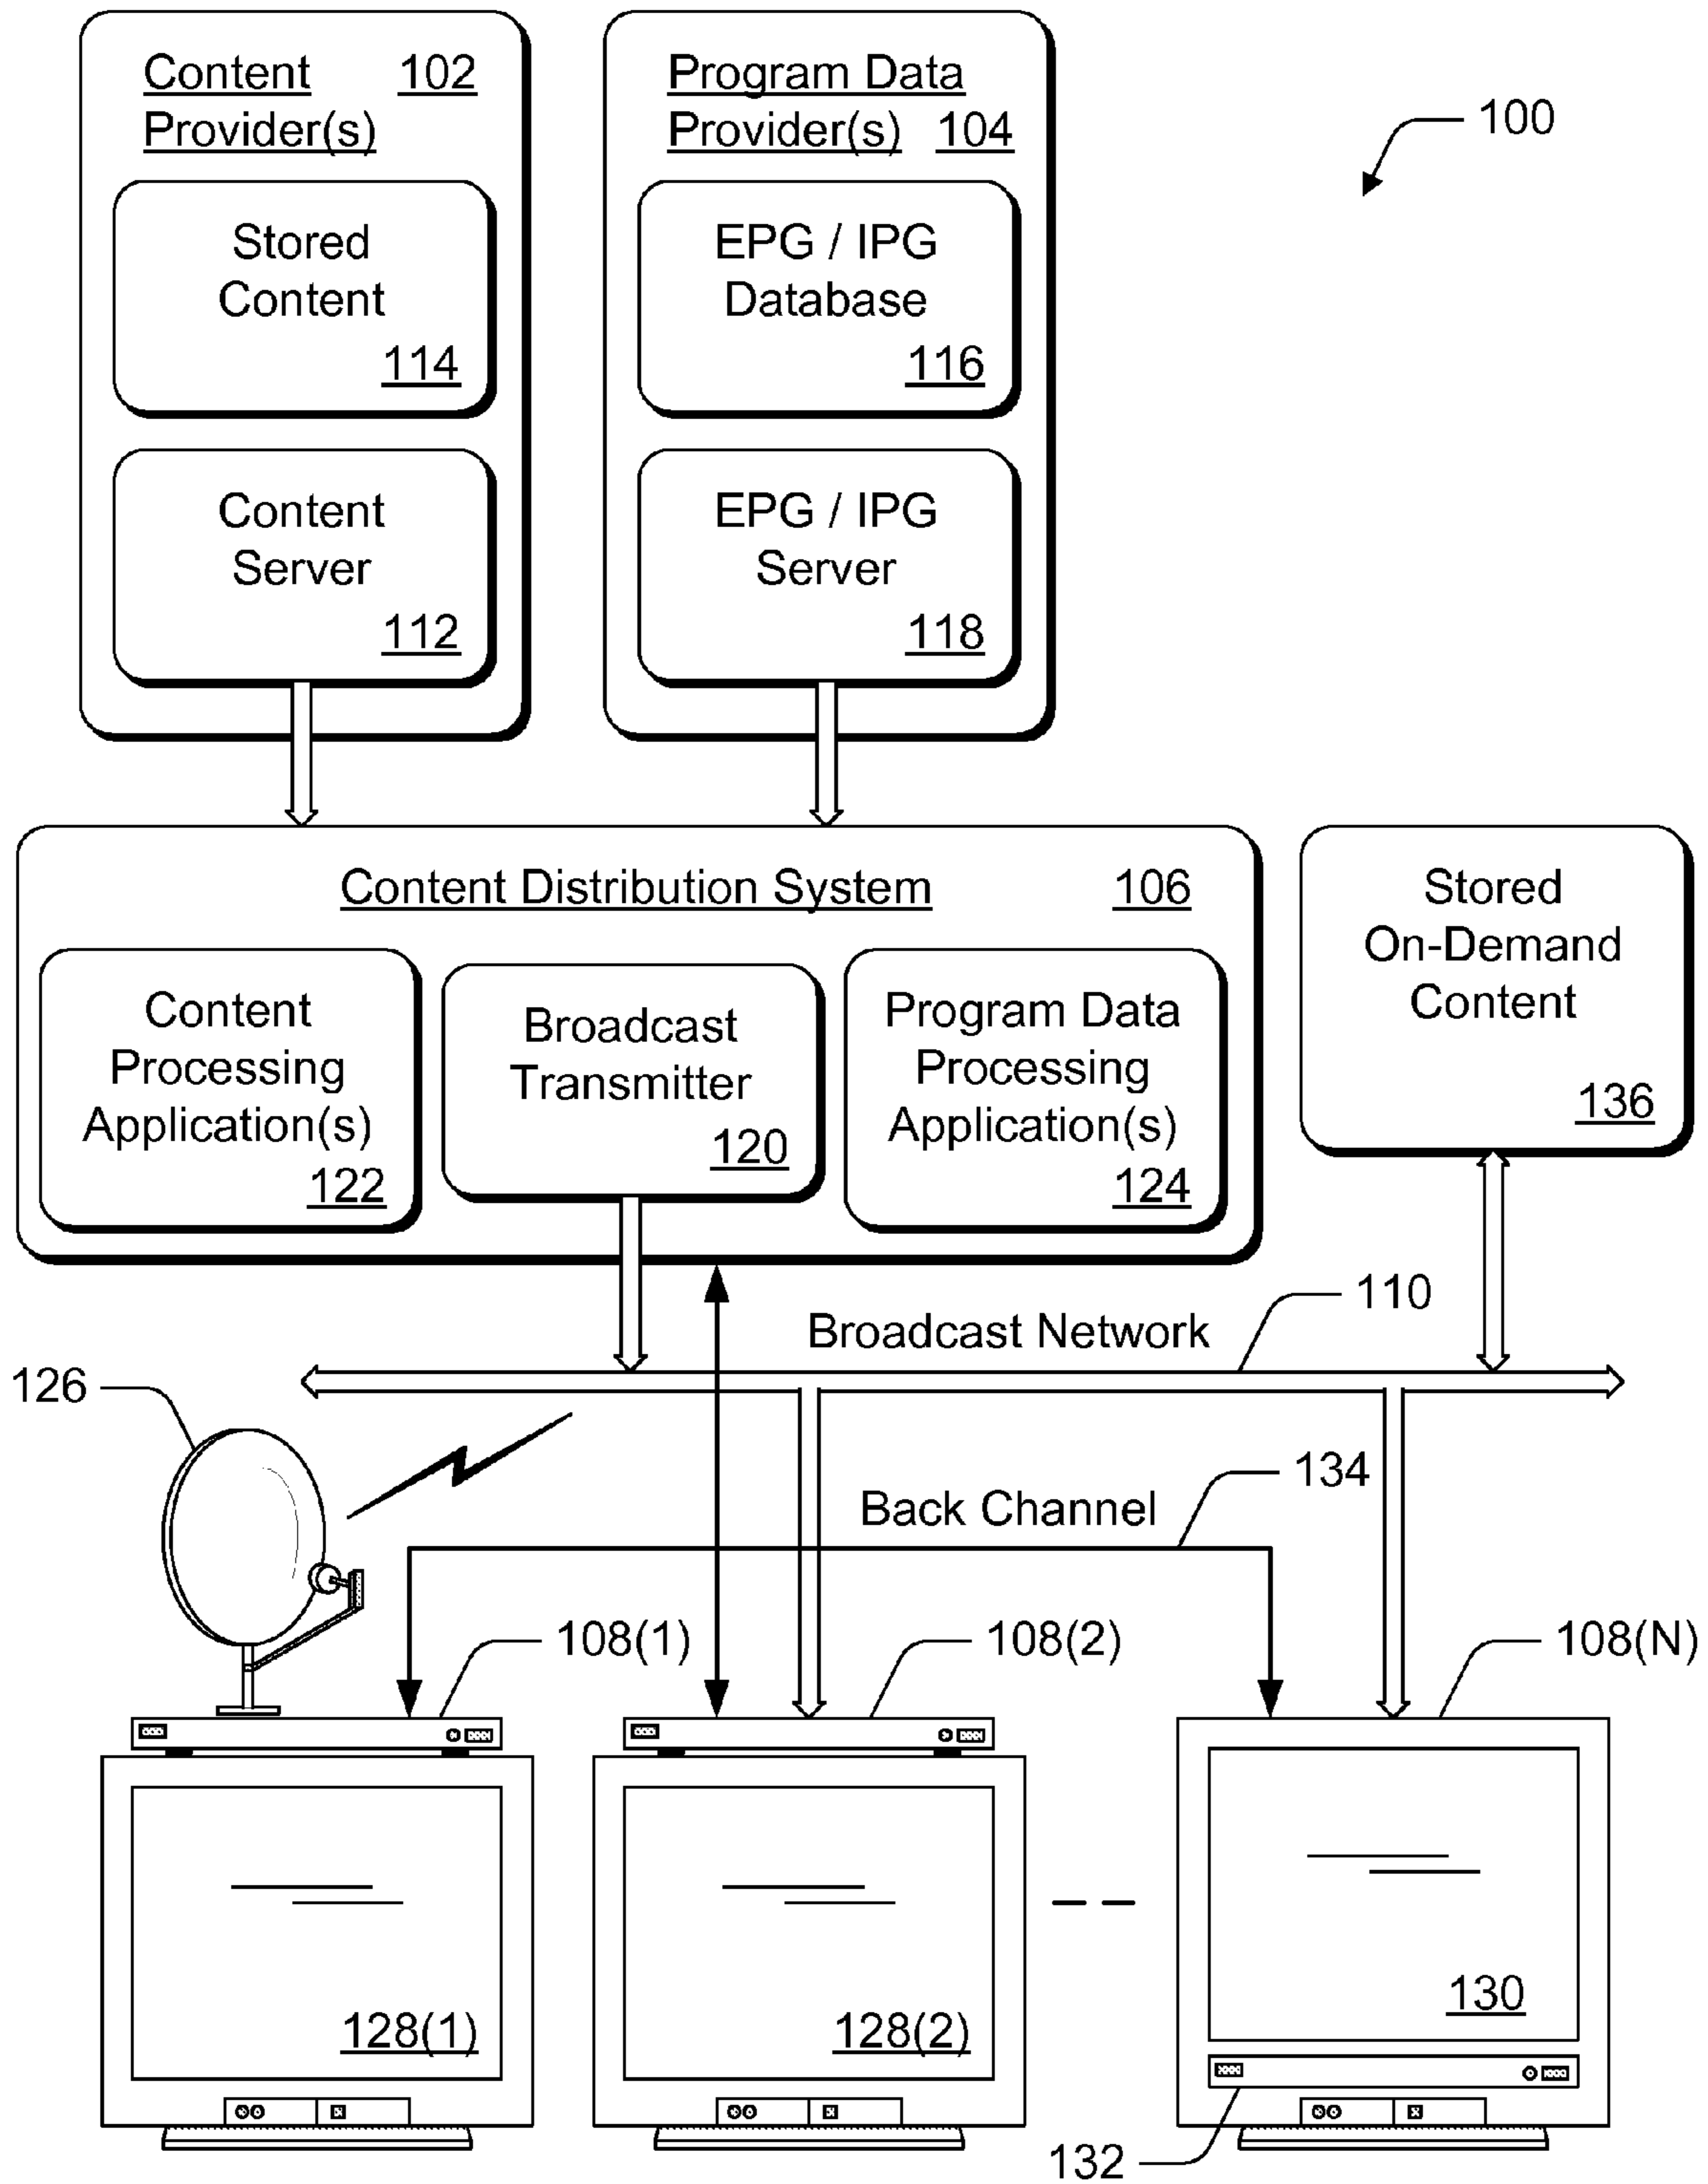 Content 102
Provider(s)
Stored
Content
114
Content
Server
112
Program Data
Provider(s) 104
EPG / IPG
Database
116
EPG / IPG
Server
118
100
Content Distribution System 106
Content
Processing
Application(s)
122
Broadcast
Transmitter
120
Program Data
Processing
Application(s)
124
Stored
On-Demand
Content
136
110
Broadcast Network
126
134
Back Channel
108(1)
108(2)
108(N)
128(1)
128(2)
130
132